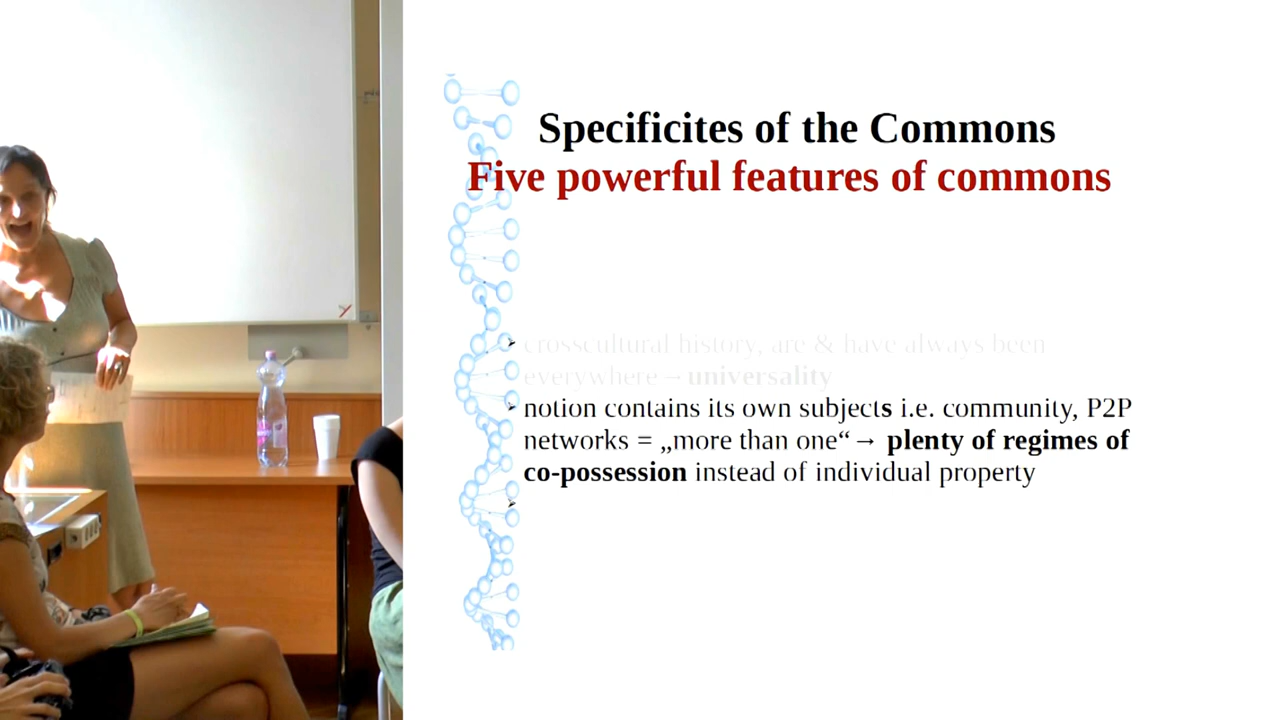 Specificites of the Commons
Five powerful features of commons
crosscultural history, are & have always been
everywhere – universality
notion contains its own subjects i.e. community, P2P
networks = „more than one“→ plenty of regimes of
co-possession instead of individual property